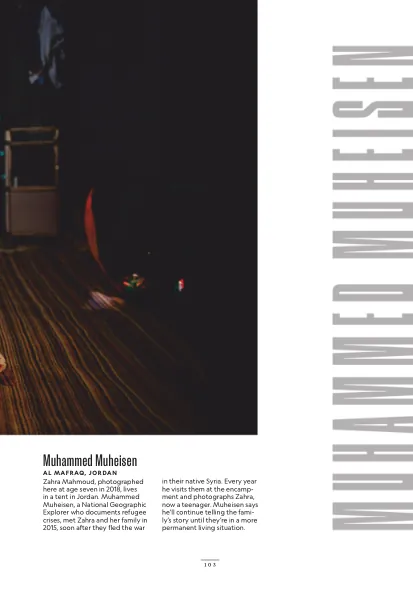 MUHAMMED MUHEISEN
Muhammed Muheisen
AL MAFRAQ, JORDAN
Zahra Mahmoud, photographed
here at age seven in 2018, lives
in a tent in Jordan. Muhammed
Muheisen, a National Geographic
Explorer who documents refugee
crises, met Zahra and her family in
2015, soon after they fled the war
in their native Syria. Every year
he visits them at the encamp-
ment and photographs Zahra,
now a teenager. Muheisen says
he'll continue telling the fami-
ly's story until they're in a more
permanent living situation.
103